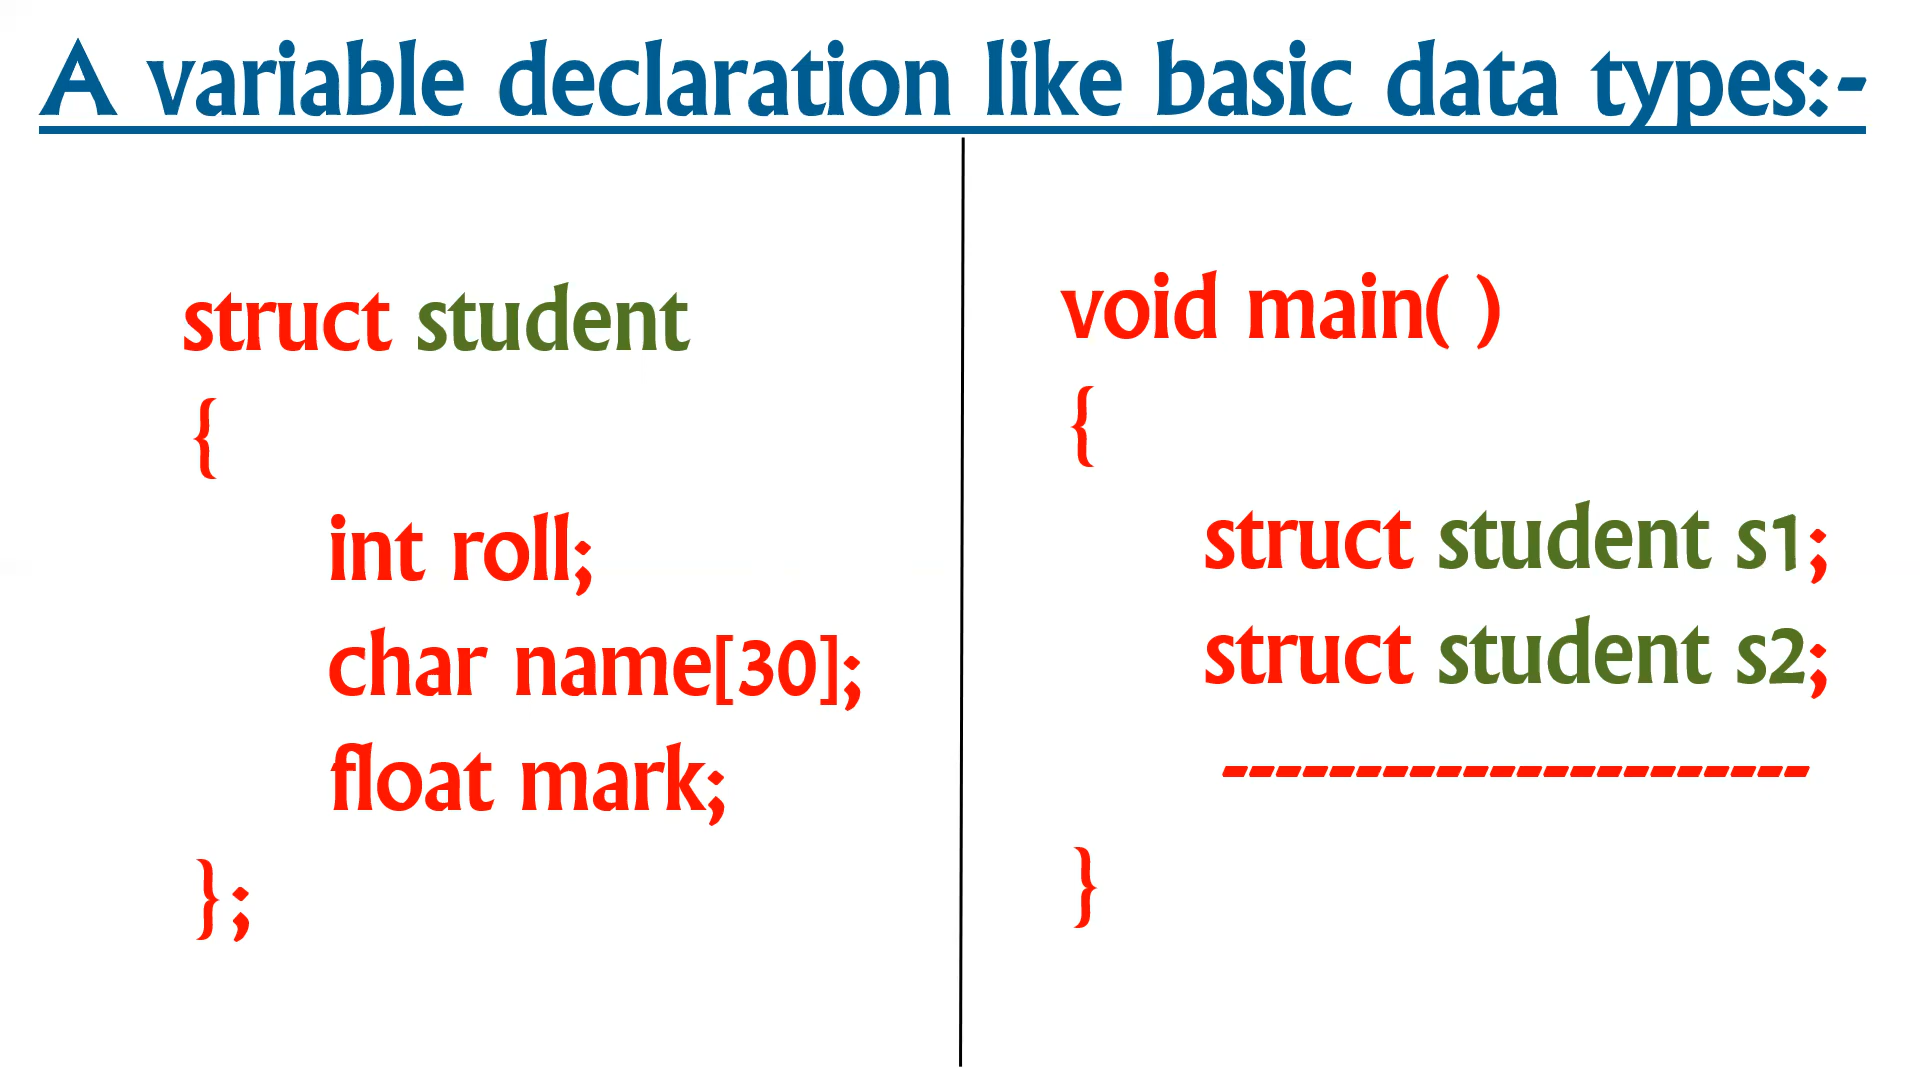 A variable declaration like basic data types:-
struct student
{
int roll;
char name[30];
float mark;
};
void main( )
{
struct student s1;
struct student s2;
----------------------
}